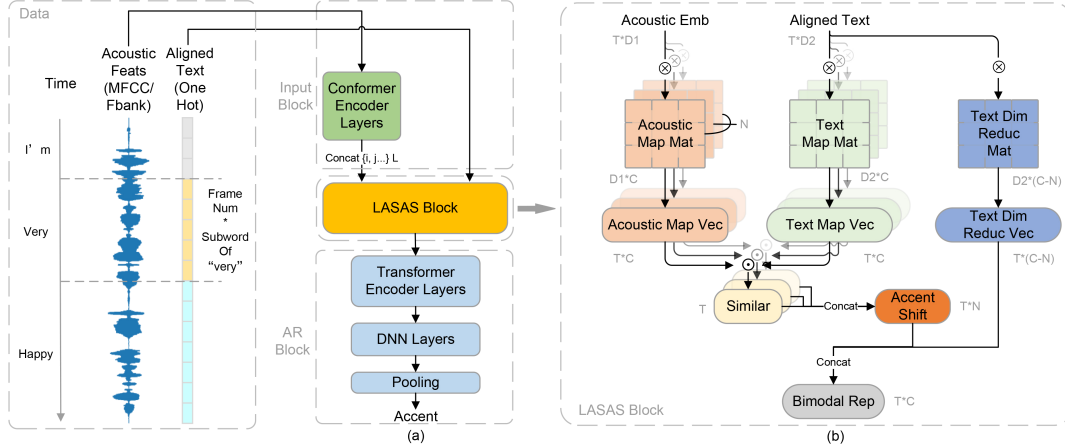 Data
Time
Acoustic
Feats
(MFCC/
Fbank)
Aligned
Text
(One
Hot)
I'm
Very
Happy
Frame
Num
*
Subword
Of
“very”
Input
Block
Conformer
Encoder
Layers
Concat {i, j...} L
LASAS Block
Transformer
Encoder Layers
AR
Block
DNN Layers
Pooling
Accent
(a)
Acoustic Emb
Aligned Text
T*D1
T*D2
Acoustic
Map Mat
N
Text
Map Mat
Text Dim
Reduc
Mat
D1*C
D2*C
D2*(C-N)
Acoustic Map Vec
Text Map Vec
Text Dim
Reduc Vec
T*C
T*C
T*(C-N)
T
Similar
Concat
Accent
Shift
T*N
Concat
Bimodal Rep
T*C
LASAS Block
(b)